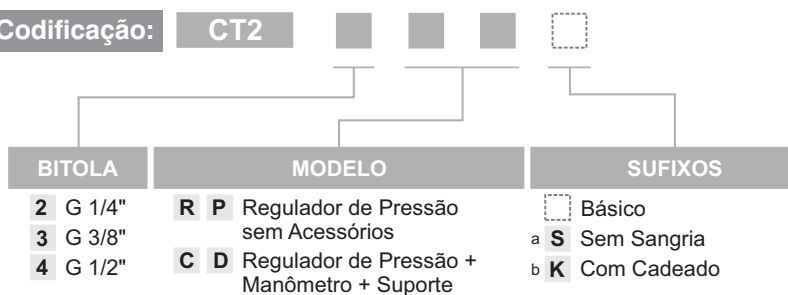 Codificação: CT2
BITOLA
2 G 1/4"
3 G 3/8"
4 G 1/2"
MODELO
R P Regulador de Pressão
sem Acessórios
C D Regulador de Pressão +
Manômetro + Suporte
SUFIXOS
Básico
a S Sem Sangria
b K Com Cadeado